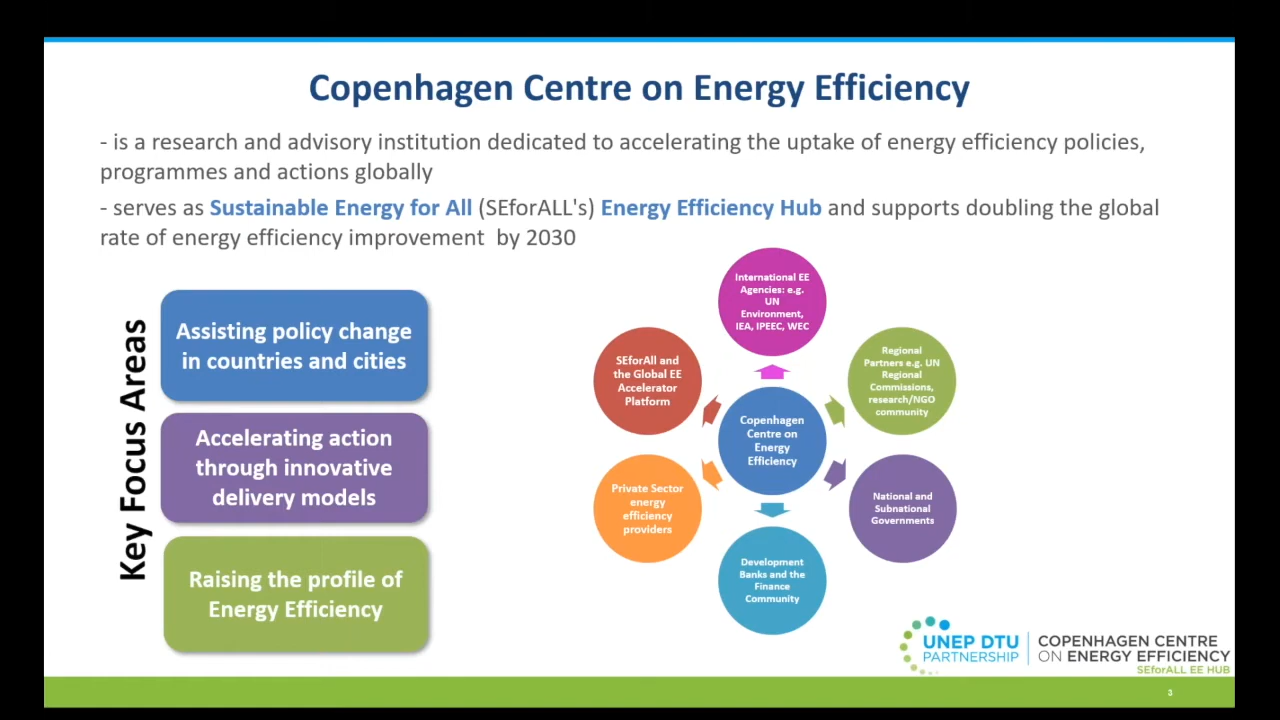 Copenhagen Centre on Energy Efficiency
- is a research and advisory institution dedicated to accelerating the uptake of energy efficiency policies,
programmes and actions globally
- serves as Sustainable Energy for All (SEforALL's) Energy Efficiency Hub and supports doubling the global
rate of energy efficiency improvement  by 2030
Key Focus Areas
Assisting policy change
in countries and cities
Accelerating action
through innovative
delivery models
Raising the profile of
Energy Efficiency
International EE
Agencies: e.g.
UN
Environment,
IEA, IPEEC, WEC
Regional
Partners e.g. UN
Regional
Commissions,
research/NGO
community
National and
Subnational
Governments
Development
Banks and the
Finance
Community
Private Sector
energy
efficiency
providers
SEforAll and
the Global EE
Accelerator
Platform
Copenhagen
Centre on
Energy
Efficiency
UNEP DTU
PARTNERSHIP
COPENHAGEN CENTRE
ON ENERGY EFFICIENCY
SEforALL EE HUB
3